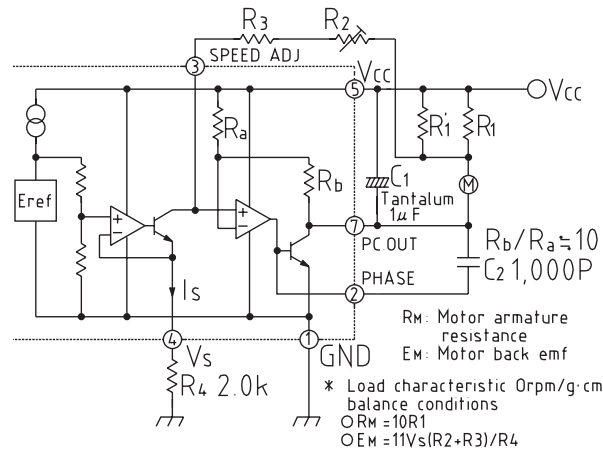 R3
R2
3
SPEED ADJ
Vcc
5
Vcc
Ra
R'1
R1
Rb
C1
Tantalum
1μF
M
Eref
+
−
+
−
7
P.C.OUT
Rb/Ra≒10
C2 1,000P
PHASE
2
Is
RM: Motor armature
resistance
EM: Motor back emf
4
Vs
1
GND
R4 2.0k
* Load characteristic 0rpm/g·cm
balance conditions
○RM =10R1
○EM =11Vs(R2+R3)/R4